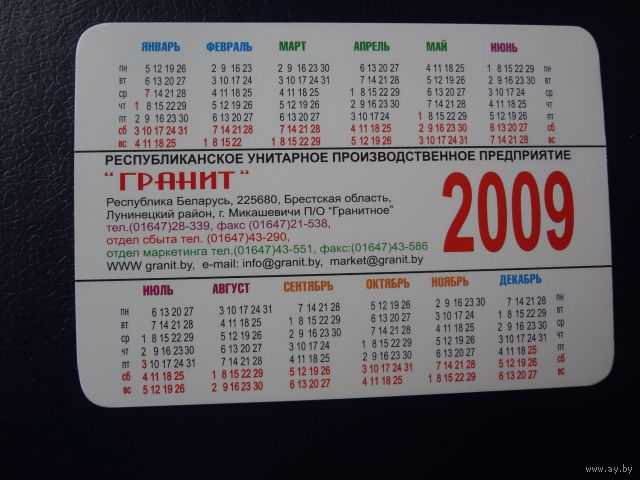 ЯНВАРЬ ФЕВРАЛЬ МАРТ АПРЕЛЬ МАЙ ИЮНЬ
пн 5 12 19 26 2 9 16 23 2 9 16 23 30 6 13 20 27 4 11 18 25 1 8 15 22 29 пн
вт 6 13 20 27 3 10 17 24 3 10 17 24 31 7 14 21 28 5 12 19 26 2 9 16 23 30 вт
ср 7 14 21 28 4 11 18 25 4 11 18 25 1 8 15 22 29 6 13 20 27 3 10 17 24 ср
чт 1 8 15 22 29 5 12 19 26 5 12 19 26 2 9 16 23 30 7 14 21 28 4 11 18 25 чт
пт 2 9 16 23 30 6 13 20 27 6 13 20 27 3 10 17 24 1 8 15 22 29 5 12 19 26 пт
сб 3 10 17 24 31 7 14 21 28 7 14 21 28 4 11 18 25 2 9 16 23 30 6 13 20 27 сб
вс 4 11 18 25 1 8 15 22 1 8 15 22 29 5 12 19 26 3 10 17 24 31 7 14 21 28 вс
РЕСПУБЛИКАНСКОЕ УНИТАРНОЕ ПРОИЗВОДСТВЕННОЕ ПРЕДПРИЯТИЕ
"ГРАНИТ"
Республика Беларусь, 225680, Брестская область,
Лунинецкий район, г. Микашевичи П/О "Гранитное"
тел.(01647)28-339, факс (01647)21-538,
отдел сбыта тел. (01647)43-290,
отдел маркетинга тел.(01647)43-551, факс:(01647)43-586
WWW granit.by, e-mail: info@granit.by, market@granit.by
2009
ИЮЛЬ АВГУСТ СЕНТЯБРЬ ОКТЯБРЬ НОЯБРЬ ДЕКАБРЬ
пн 6 13 20 27 3 10 17 24 31 7 14 21 28 5 12 19 26 2 9 16 23 30 7 14 21 28 пн
вт 7 14 21 28 4 11 18 25 1 8 15 22 29 6 13 20 27 3 10 17 24 1 8 15 22 29 вт
ср 1 8 15 22 29 5 12 19 26 2 9 16 23 30 7 14 21 28 4 11 18 25 2 9 16 23 30 ср
чт 2 9 16 23 30 6 13 20 27 3 10 17 24 1 8 15 22 29 5 12 19 26 3 10 17 24 31 чт
пт 3 10 17 24 31 7 14 21 28 4 11 18 25 2 9 16 23 30 6 13 20 27 4 11 18 25 пт
сб 4 11 18 25 1 8 15 22 29 5 12 19 26 3 10 17 24 31 7 14 21 28 5 12 19 26 сб
вс 5 12 19 26 2 9 16 23 30 6 13 20 27 4 11 18 25 1 8 15 22 29 6 13 20 27 вс
www.ay.by